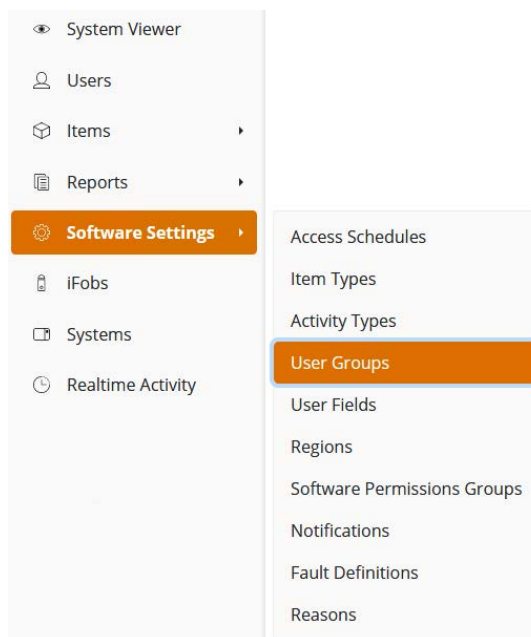 System Viewer
Users
Items
Reports
Software Settings
iFobs
Systems
Realtime Activity
Access Schedules
Item Types
Activity Types
User Groups
User Fields
Regions
Software Permissions Groups
Notifications
Fault Definitions
Reasons